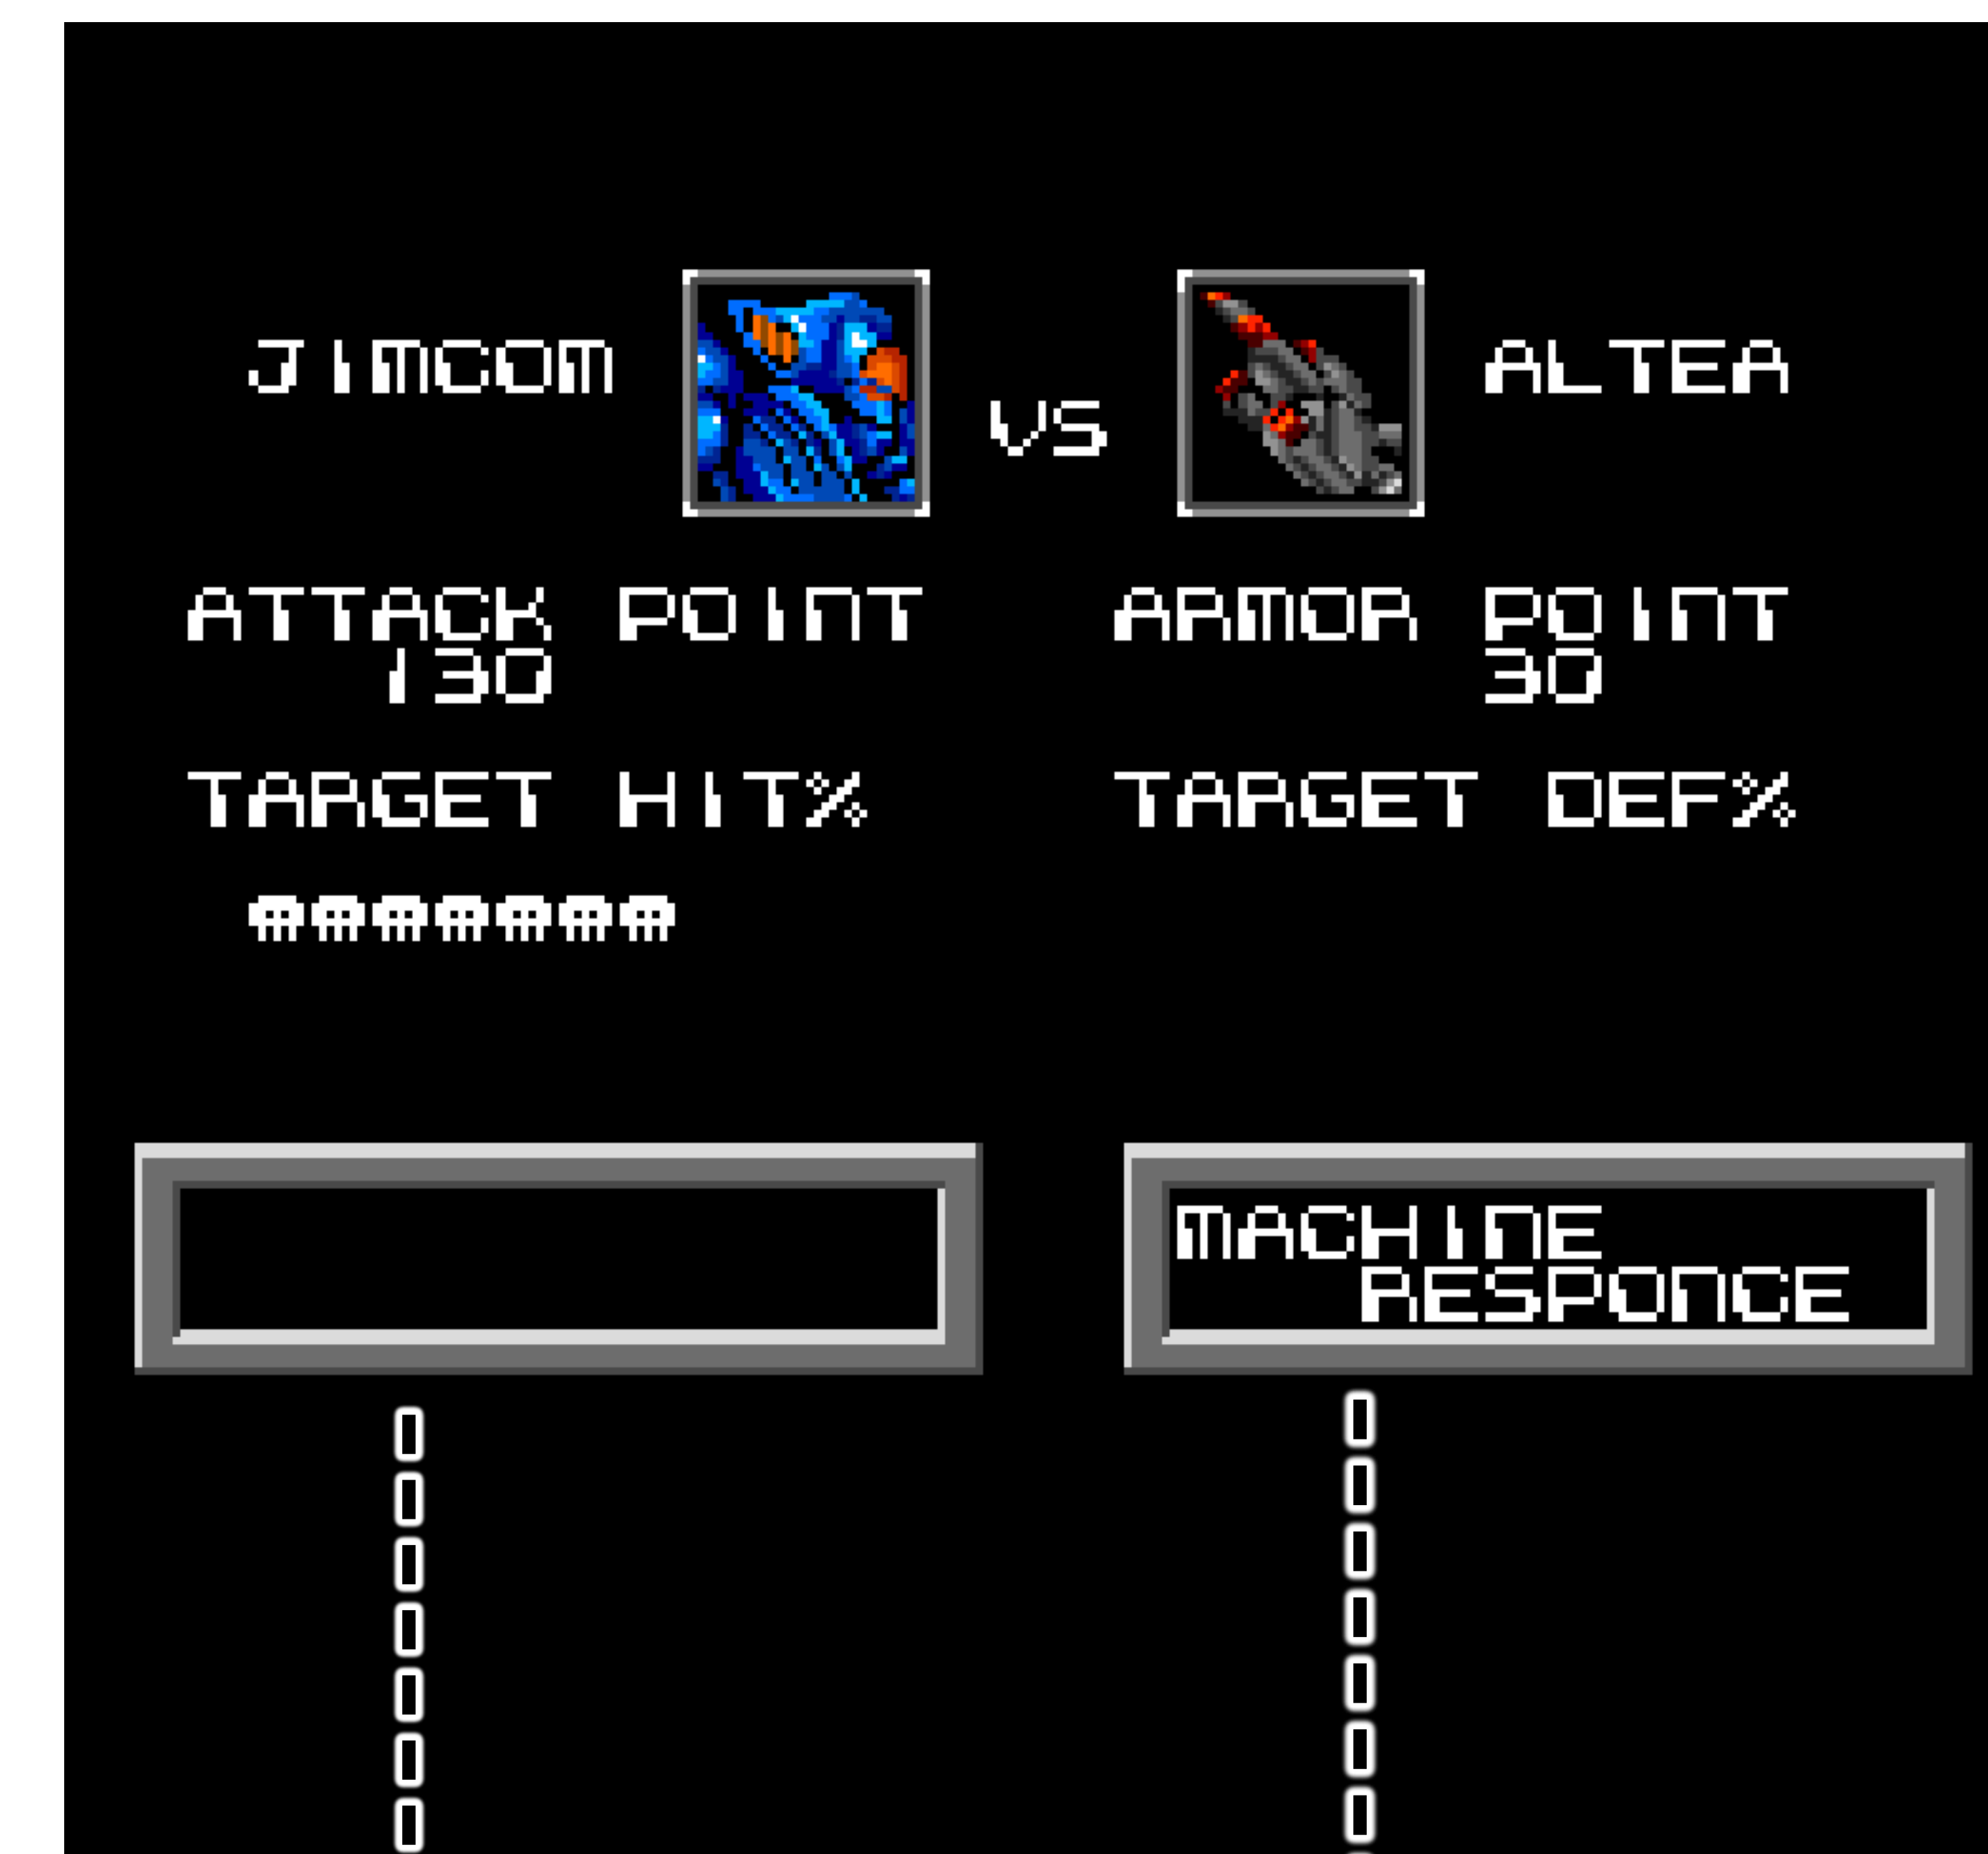 JIMCOM VS ALTEA
ATTACK POINT
130
ARMOR POINT
30
TARGET HIT%
TARGET DEF%
MACHINE
RESPONCE